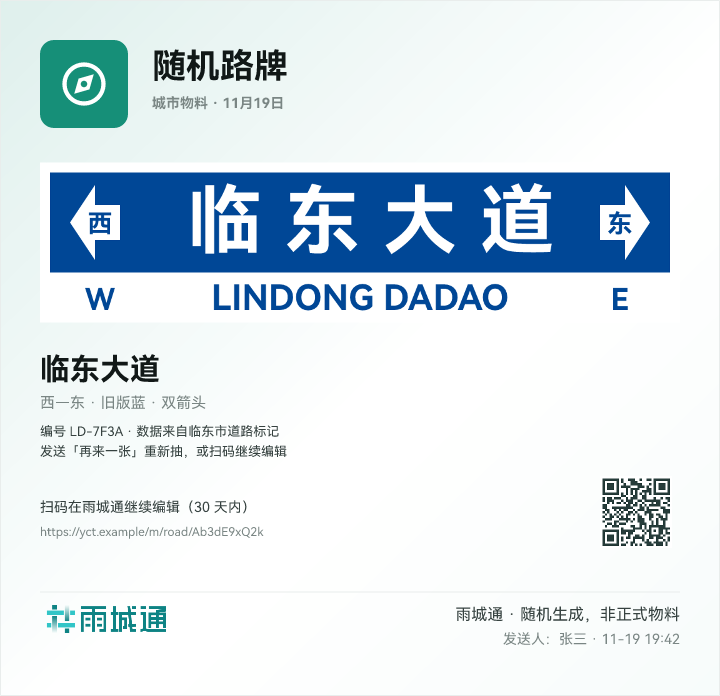 随机路牌
城市物料 · 11月19日
西 临东大道 东
W LINDONG DADAO E
临东大道
西一东 · 旧版蓝 · 双箭头
编号 LD-7F3A · 数据来自临东市道路标记
发送「再来一张」重新抽，或扫码继续编辑
扫码在雨城通继续编辑（30 天内）
https://yct.example/m/road/Ab3dE9xQ2k
雨城通
雨城通 · 随机生成，非正式物料
发送人：张三 · 11-19 19:42